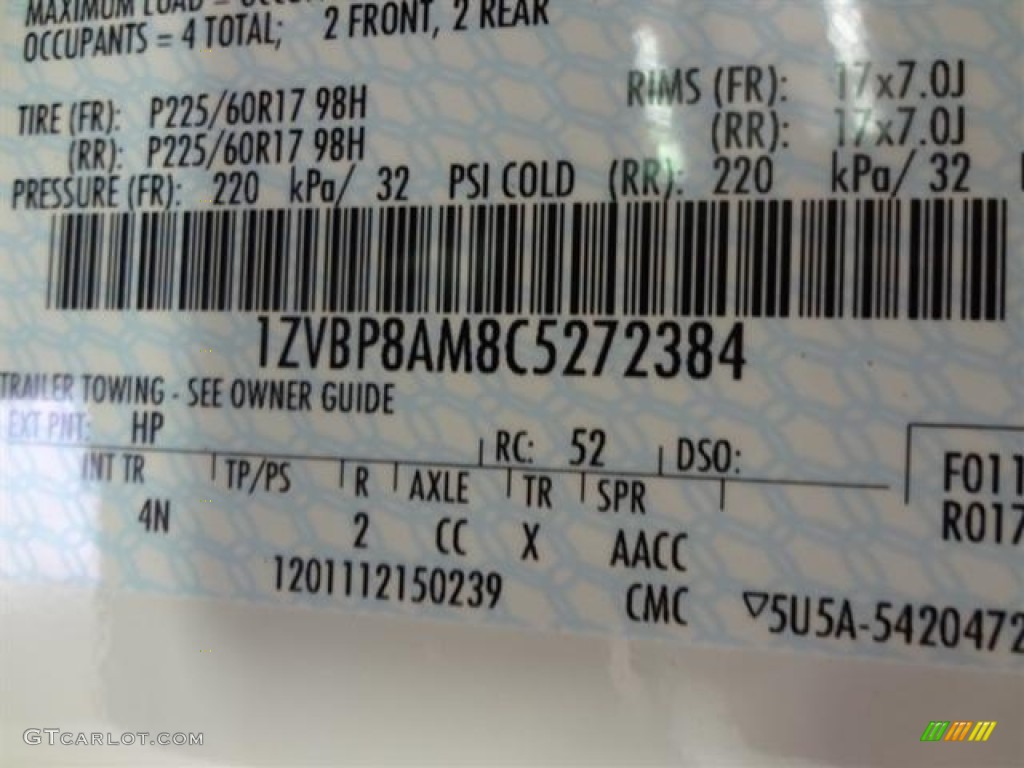 MAXIMUM LOAD = OCCU
OCCUPANTS = 4 TOTAL; 2 FRONT, 2 REAR
TIRE (FR): P225/60R17 98H RIMS (FR): 17x7.0J
(RR): P225/60R17 98H (RR): 17x7.0J
PRESSURE (FR): 220 kPa/ 32 PSI COLD (RR): 220 kPa/ 32
1ZVBP8AM8C5272384
TRAILER TOWING - SEE OWNER GUIDE
EXT PNT: HP RC: 52 DSO:
INT TR TP/PS R AXLE TR SPR F011
4N 2 CC X AACC R017
1201112150239 CMC ▽5U5A-5420472
GTCARLOT.COM